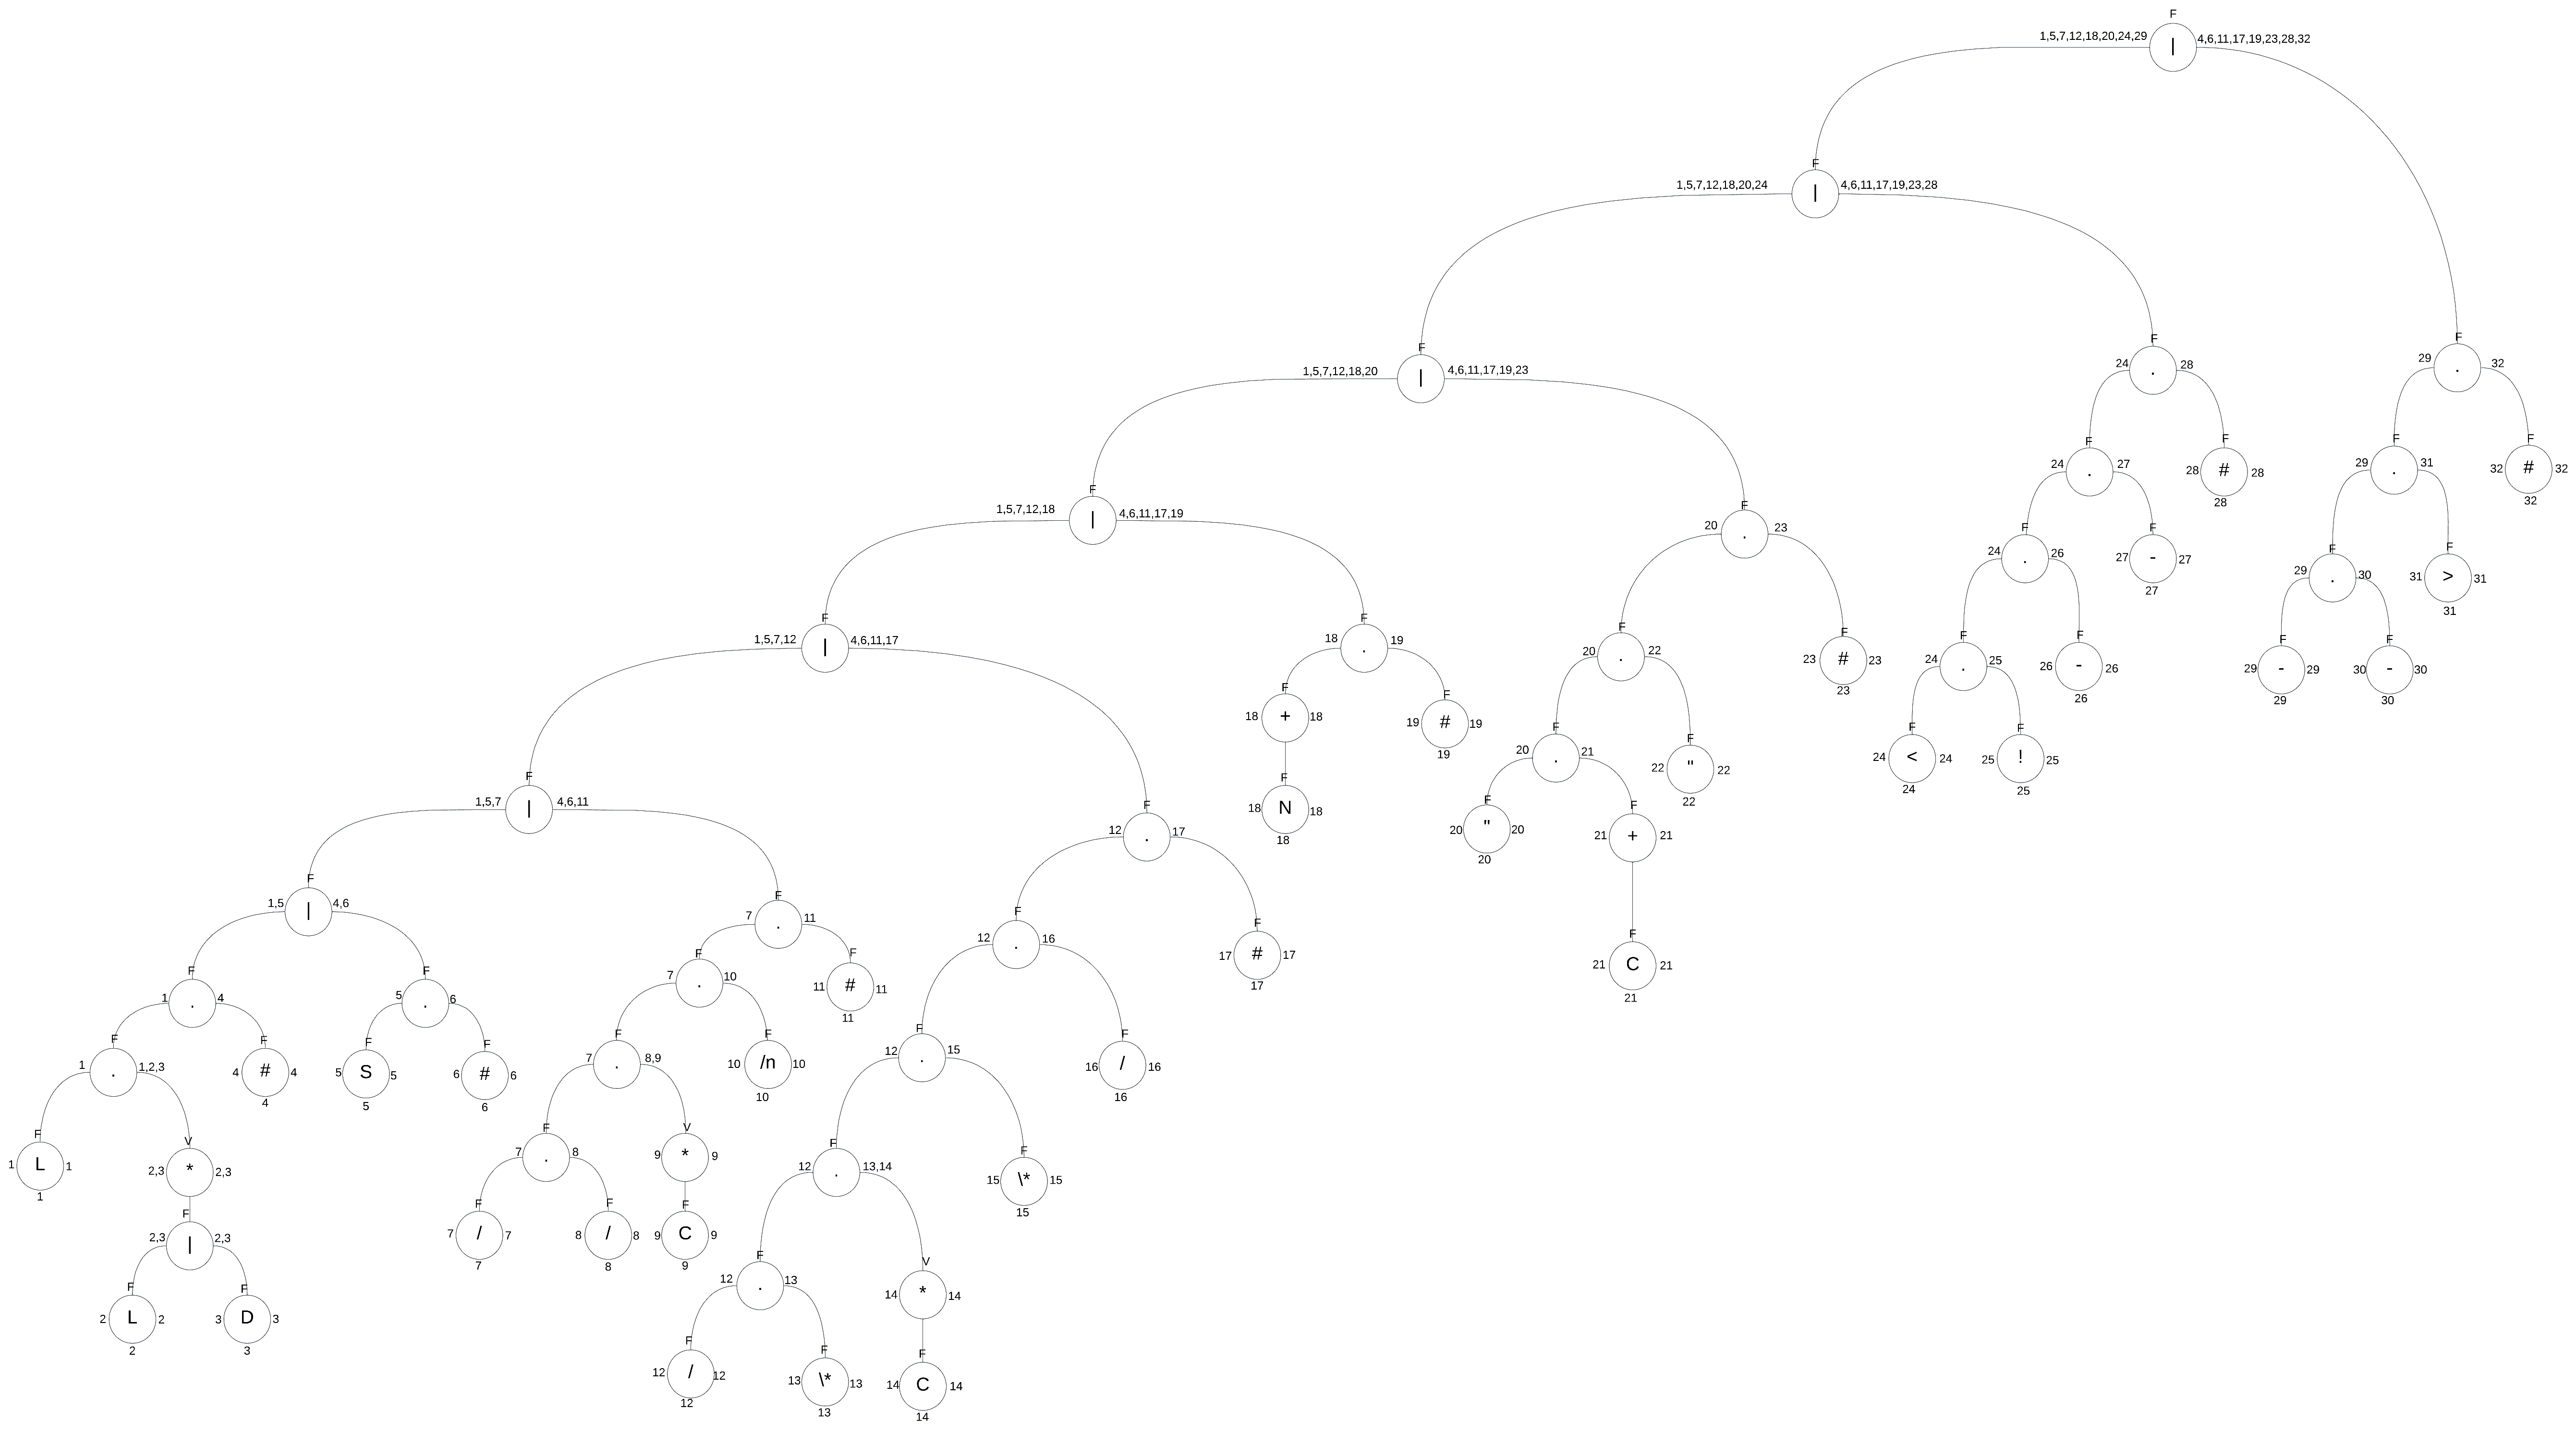 F
1,5,7,12,18,20,24,29 | 4,6,11,17,19,23,28,32
F
1,5,7,12,18,20,24 | 4,6,11,17,19,23,28
F F F
1,5,7,12,18,20 | 4,6,11,17,19,23 24 . 28 29 . 32
F F F F
24 . 27 28 # 28 29 . 31 32 # 32
28 32
F F
1,5,7,12,18 | 4,6,11,17,19 20 . 23
F F F F
24 . 26 27 - 27 29 . 30 31 > 31
27 31
F F F F F F F F
1,5,7,12 | 4,6,11,17 18 . 19 20 . 22 23 # 23 24 . 25 26 - 26 29 - 29 30 - 30
23 26 29 30
F F F F F F
18 + 18 19 # 19 20 . 21 22 " 22 24 < 24 25 ! 25
19 22 24 25
F F F F F
1,5,7 | 4,6,11 12 . 17 18 N 18 20 " 20 21 + 21
18 20
F F F F F
1,5 | 4,6 7 . 11 12 . 16 17 # 17 21 C 21
17 21
F F F F
1 . 4 5 . 6 7 . 10 11 # 11
11
F F F F F F F F
1 . 1,2,3 4 # 4 5 S 5 6 # 6 7 . 8,9 10 /n 10 12 . 15 16 / 16
4 5 6 10 16
F V F V F F
1 L 1 2,3 * 2,3 7 . 8 9 * 9 12 . 13,14 15 \* 15
1 15
F F F F F V
2,3 | 2,3 7 / 7 8 / 8 9 C 9 12 . 13 14 * 14
7 8 9
F F F F F
2 L 2 3 D 3 12 / 12 13 \* 13 14 C 14
2 3 12 13 14